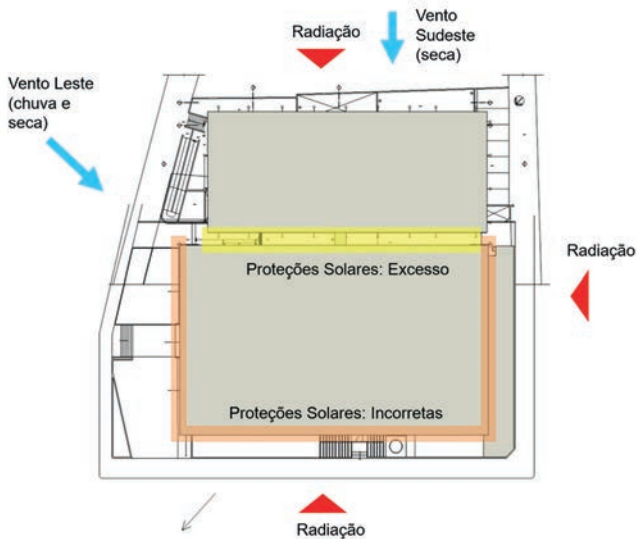 Radiação
Vento
Sudeste
(seca)
Vento Leste
(chuva e
seca)
Radiação
Proteções Solares: Excesso
Proteções Solares: Incorretas
Radiação